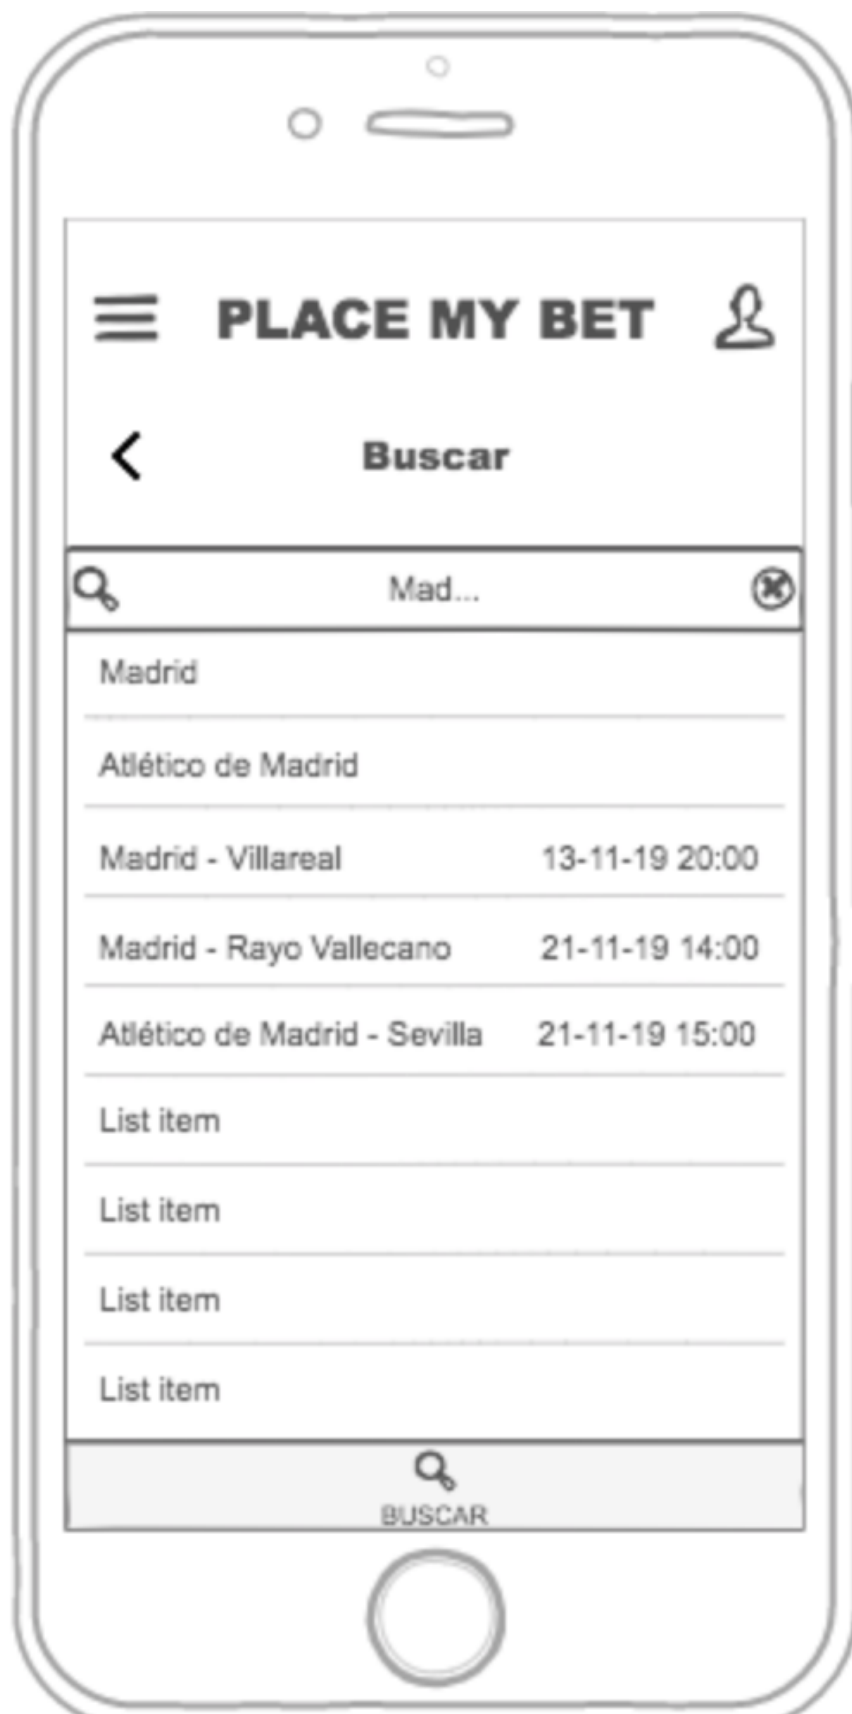 PLACE MY BET
Buscar
Mad...
Madrid
Atlético de Madrid
Madrid - Villareal 13-11-19 20:00
Madrid - Rayo Vallecano 21-11-19 14:00
Atlético de Madrid - Sevilla 21-11-19 15:00
List item
List item
List item
List item
BUSCAR